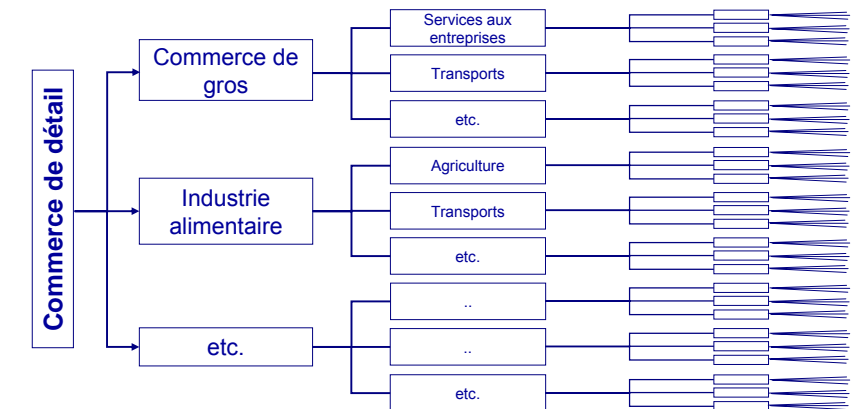 Commerce de détail
Commerce de
gros
Industrie
alimentaire
etc.
Services aux
entreprises
Transports
etc.
Agriculture
Transports
etc.
..
..
etc.